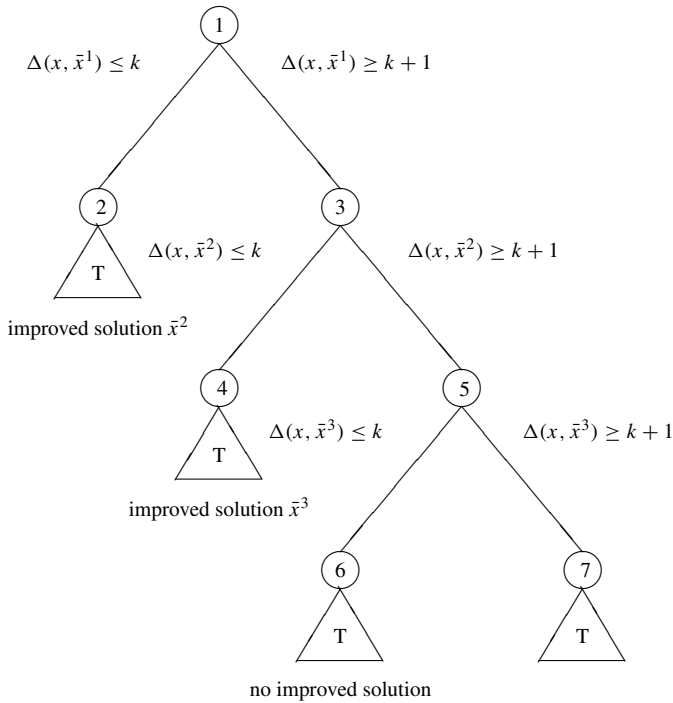 1
Δ(x, x̄¹) ≤ k
Δ(x, x̄¹) ≥ k + 1
2
3
Δ(x, x̄²) ≤ k
Δ(x, x̄²) ≥ k + 1
T
improved solution x̄²
4
5
Δ(x, x̄³) ≤ k
Δ(x, x̄³) ≥ k + 1
T
improved solution x̄³
6
7
T
T
no improved solution